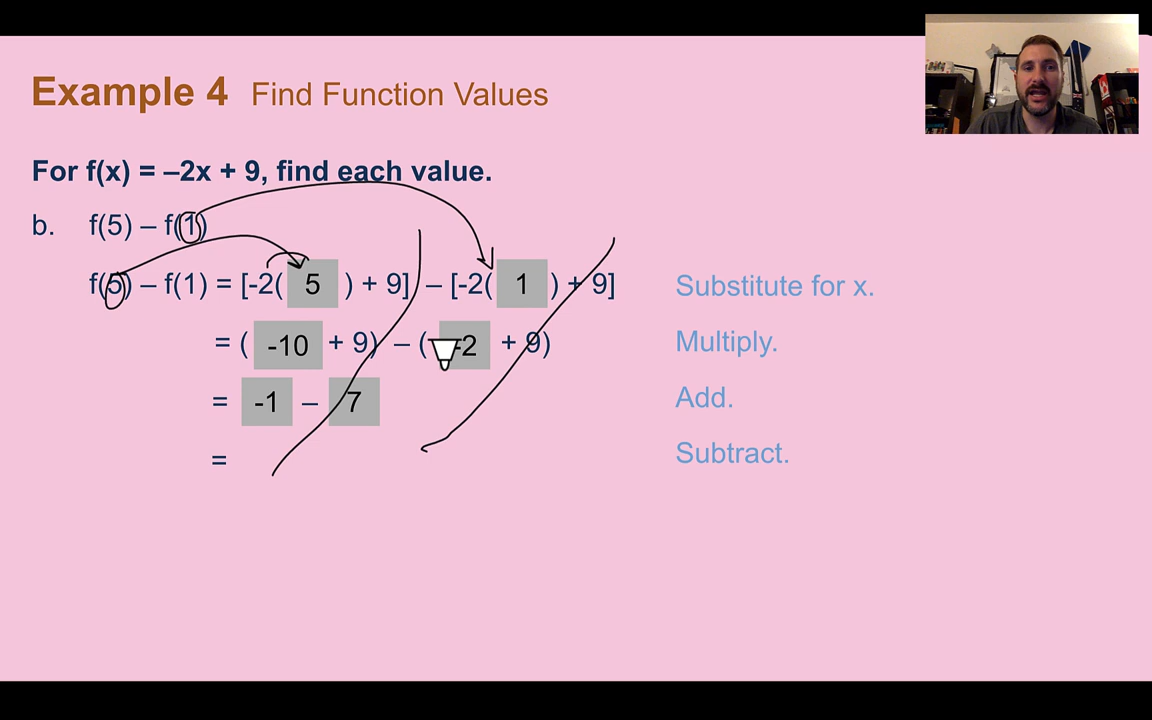 Example 4 Find Function Values
For f(x) = –2x + 9, find each value.
b. f(5) – f(1)
f(5) – f(1) = [-2( 5 ) + 9] – [-2( 1 ) + 9] Substitute for x.
= ( -10 + 9) – ( -2 + 9) Multiply.
= -1 – 7 Add.
= Subtract.